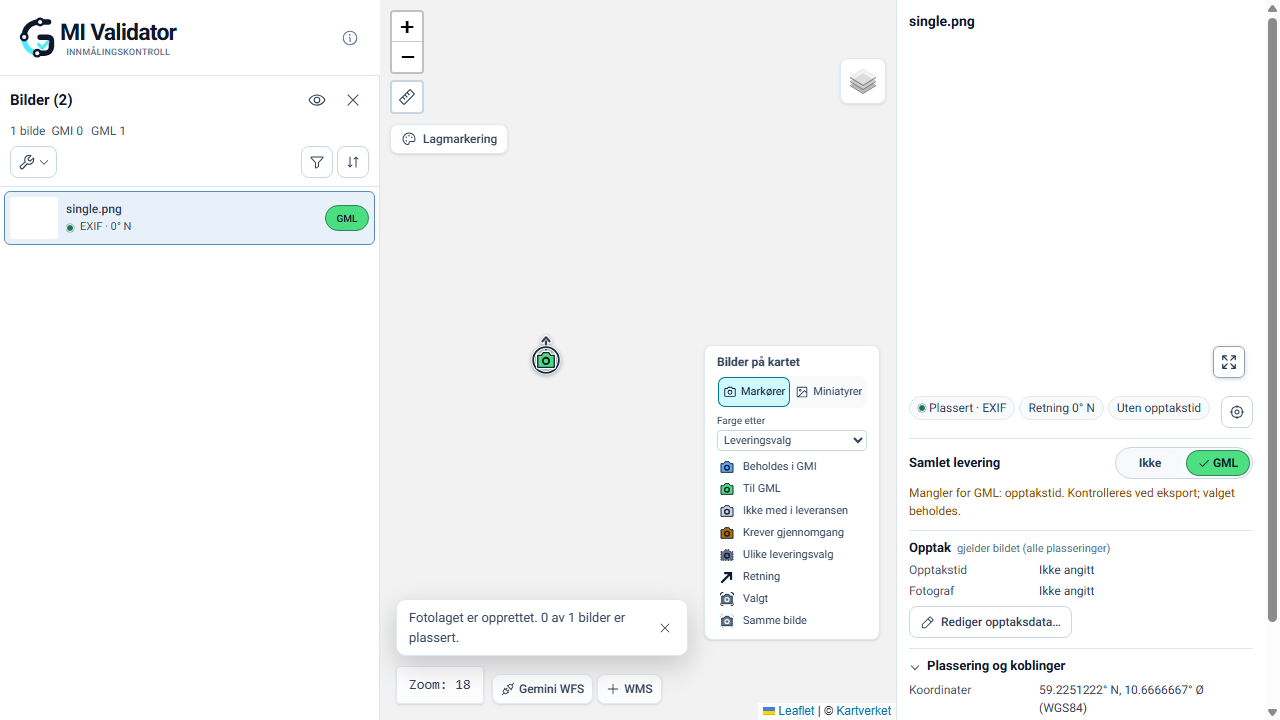 MI Validator
INNMÅLINGSKONTROLL
Bilder (2)
1 bilde GMI 0 GML 1
single.png
EXIF · 0° N
GML
+
−
Lagmarkering
Bilder på kartet
Markører
Miniatyrer
Farge etter
Leveringsvalg
Beholdes i GMI
Til GML
Ikke med i leveransen
Krever gjennomgang
Ulike leveringsvalg
Retning
Valgt
Samme bilde
Fotolaget er opprettet. 0 av 1 bilder er
plassert.
Zoom: 18
Gemini WFS
WMS
Leaflet | © Kartverket
single.png
Plassert · EXIF
Retning 0° N
Uten opptakstid
Samlet levering
Ikke
GML
Mangler for GML: opptakstid. Kontrolleres ved eksport; valget
beholdes.
Opptak gjelder bildet (alle plasseringer)
Opptakstid Ikke angitt
Fotograf Ikke angitt
Rediger opptaksdata...
Plassering og koblinger
Koordinater 59.2251222° N, 10.6666667° Ø
(WGS84)